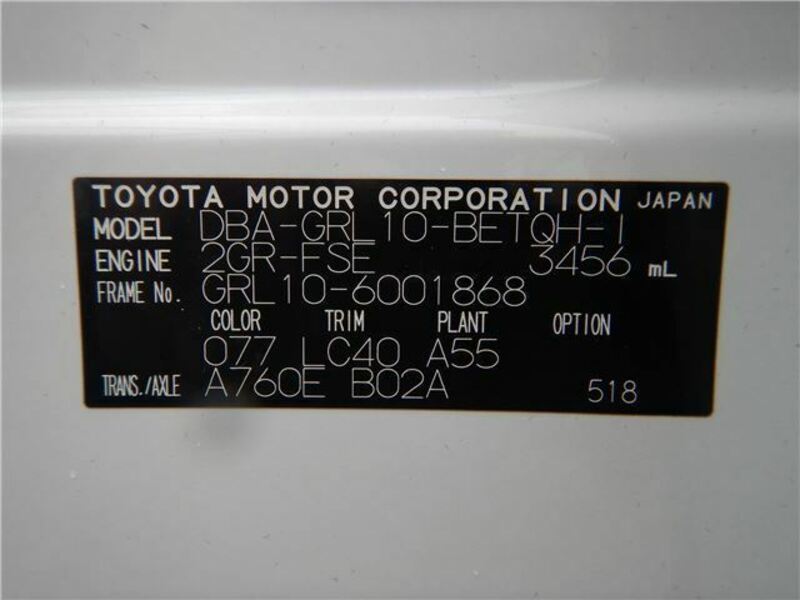 TOYOTA MOTOR CORPORATION JAPAN
MODEL DBA-GRL10-BETQH-I
ENGINE 2GR-FSE 3456 mL
FRAME No. GRL10-6001868
COLOR TRIM PLANT OPTION
077 LC40 A55
TRANS./AXLE A760E B02A 518